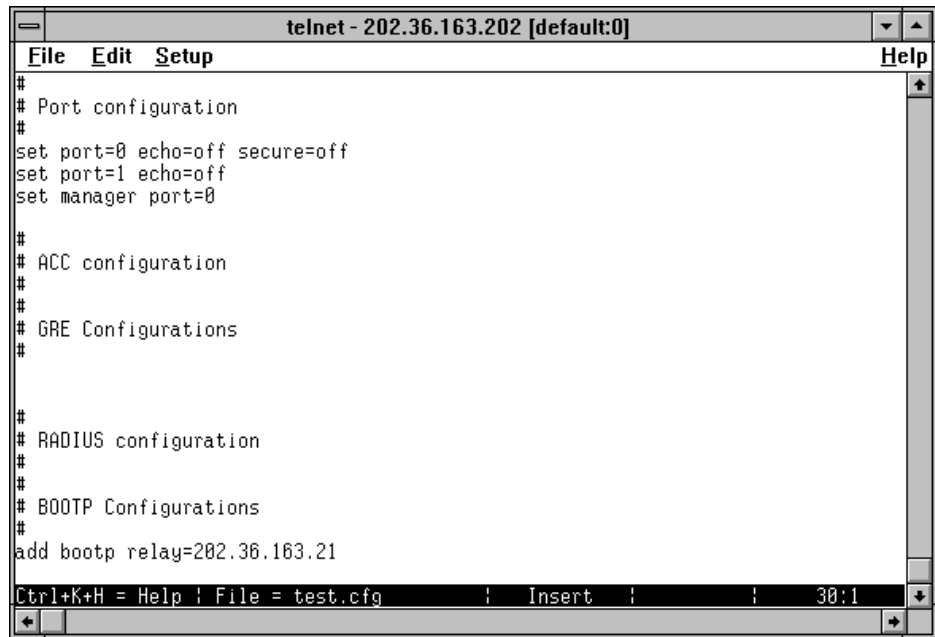 telnet - 202.36.163.202 [default:0]
File Edit Setup Help
#
# Port configuration
#
set port=0 echo=off secure=off
set port=1 echo=off
set manager port=0
#
# ACC configuration
#
#
# GRE Configurations
#
#
# RADIUS configuration
#
#
# BOOTP Configurations
#
add bootp relay=202.36.163.21
Ctrl+K+H = Help ¦ File = test.cfg ¦ Insert ¦ ¦ 30:1